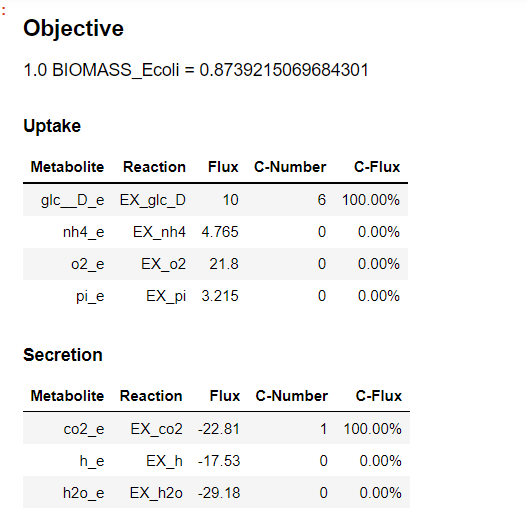 :
Objective
1.0 BIOMASS_Ecoli = 0.8739215069684301
Uptake
Metabolite Reaction Flux C-Number C-Flux
glc__D_e EX_glc_D 10 6 100.00%
nh4_e EX_nh4 4.765 0 0.00%
o2_e EX_o2 21.8 0 0.00%
pi_e EX_pi 3.215 0 0.00%
Secretion
Metabolite Reaction Flux C-Number C-Flux
co2_e EX_co2 -22.81 1 100.00%
h_e EX_h -17.53 0 0.00%
h2o_e EX_h2o -29.18 0 0.00%